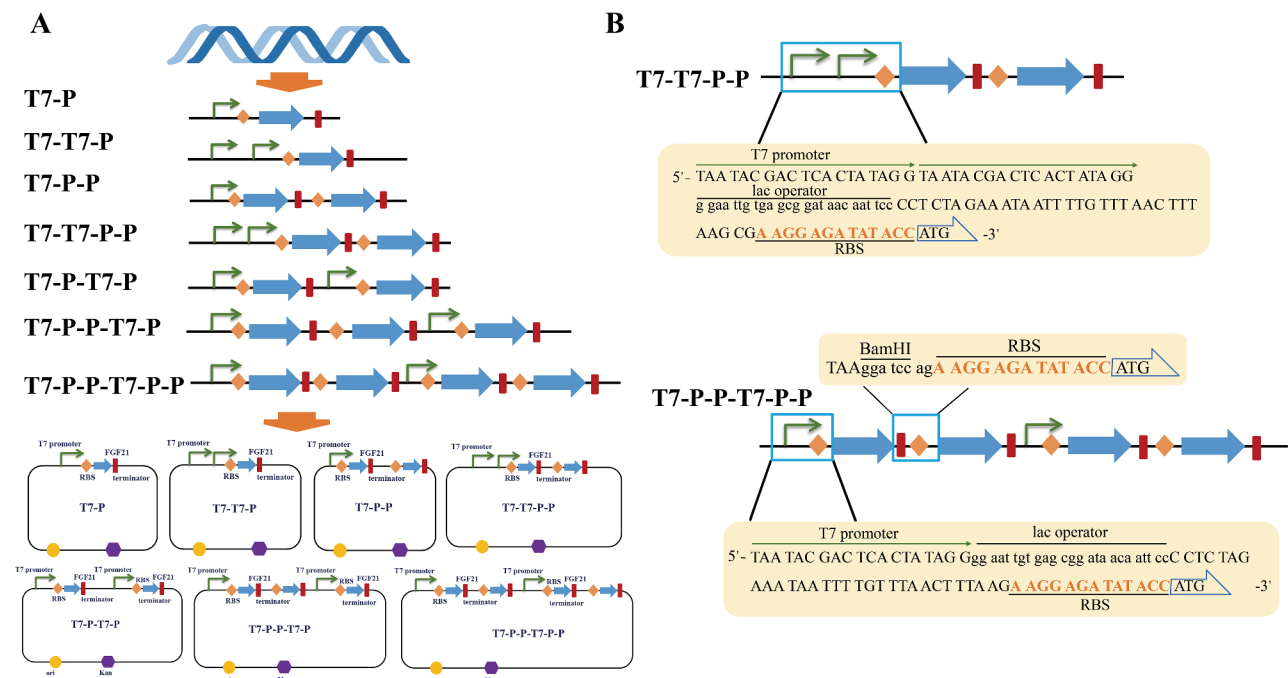 A
T7-P
T7-T7-P
T7-P-P
T7-T7-P-P
T7-P-T7-P
T7-P-P-T7-P
T7-P-P-T7-P-P
T7 promoter
FGF21
RBS
terminator
T7-P
T7 promoter
FGF21
RBS
terminator
T7-T7-P
T7 promoter
FGF21
RBS
terminator
T7-P-P
T7 promoter
FGF21
RBS
terminator
T7-T7-P-P
T7 promoter
FGF21
T7 promoter
RBS
FGF21
RBS
terminator
terminator
T7-P-T7-P
ori
Kan
T7 promoter
FGF21
T7 promoter
RBS
FGF21
RBS
terminator
terminator
T7-P-P-T7-P
T7 promoter
FGF21
T7 promoter
RBS
FGF21
RBS
terminator
terminator
T7-P-P-T7-P-P
B
T7-T7-P-P
T7 promoter
5'- TAA TAC GAC TCA CTA TAG G TAATA CGA CTC ACT ATA GG
lac operator
g gaa ttg tga gcg gat aac aat tcc CCT CTA GAA ATA ATT TTG TTT AAC TTT
AAG CGA AGG AGA TAT ACC ATG -3'
RBS
BamHI
RBS
TAAgga tcc agA AGG AGA TAT ACC ATG
T7-P-P-T7-P-P
T7 promoter
lac operator
5'- TAA TAC GAC TCA CTA TAG Ggg aat tgt gag cgg ata aca att ccC CTC TAG
AAA TAA TTT TGT TTA ACT TTA AGA AGG AGA TAT ACC ATG -3'
RBS